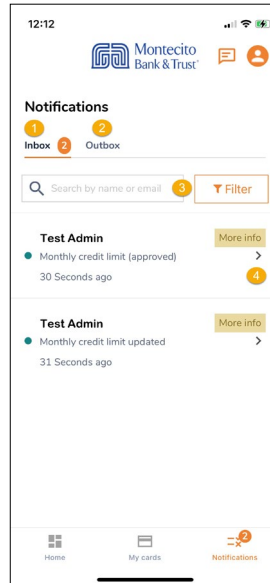 12:12
Montecito
Bank & Trust
Notifications
1 2
Inbox 2 Outbox
Search by name or email 3 Filter
Test Admin More info
Monthly credit limit (approved)
30 Seconds ago 4
Test Admin More info
Monthly credit limit updated
31 Seconds ago
2
Home My cards Notifications